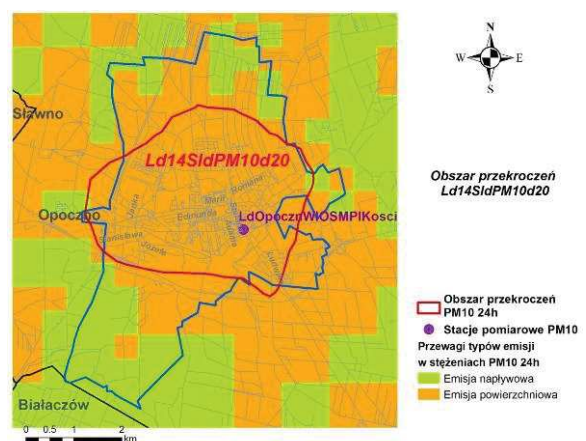 N
W E
S
Sławno
Ld14SldPM10d20
Obszar przekroczeń
Ld14SldPM10d20
Opoczno
LdOpocznWIOSMPlKosci
Obszar przekroczeń
PM10 24h
Stacje pomiarowe PM10
Przewagi typów emisji
w stężeniach PM10 24h
Emisja napływowa
Emisja powierzchniowa
Białaczów
0 0.5 1 2
km